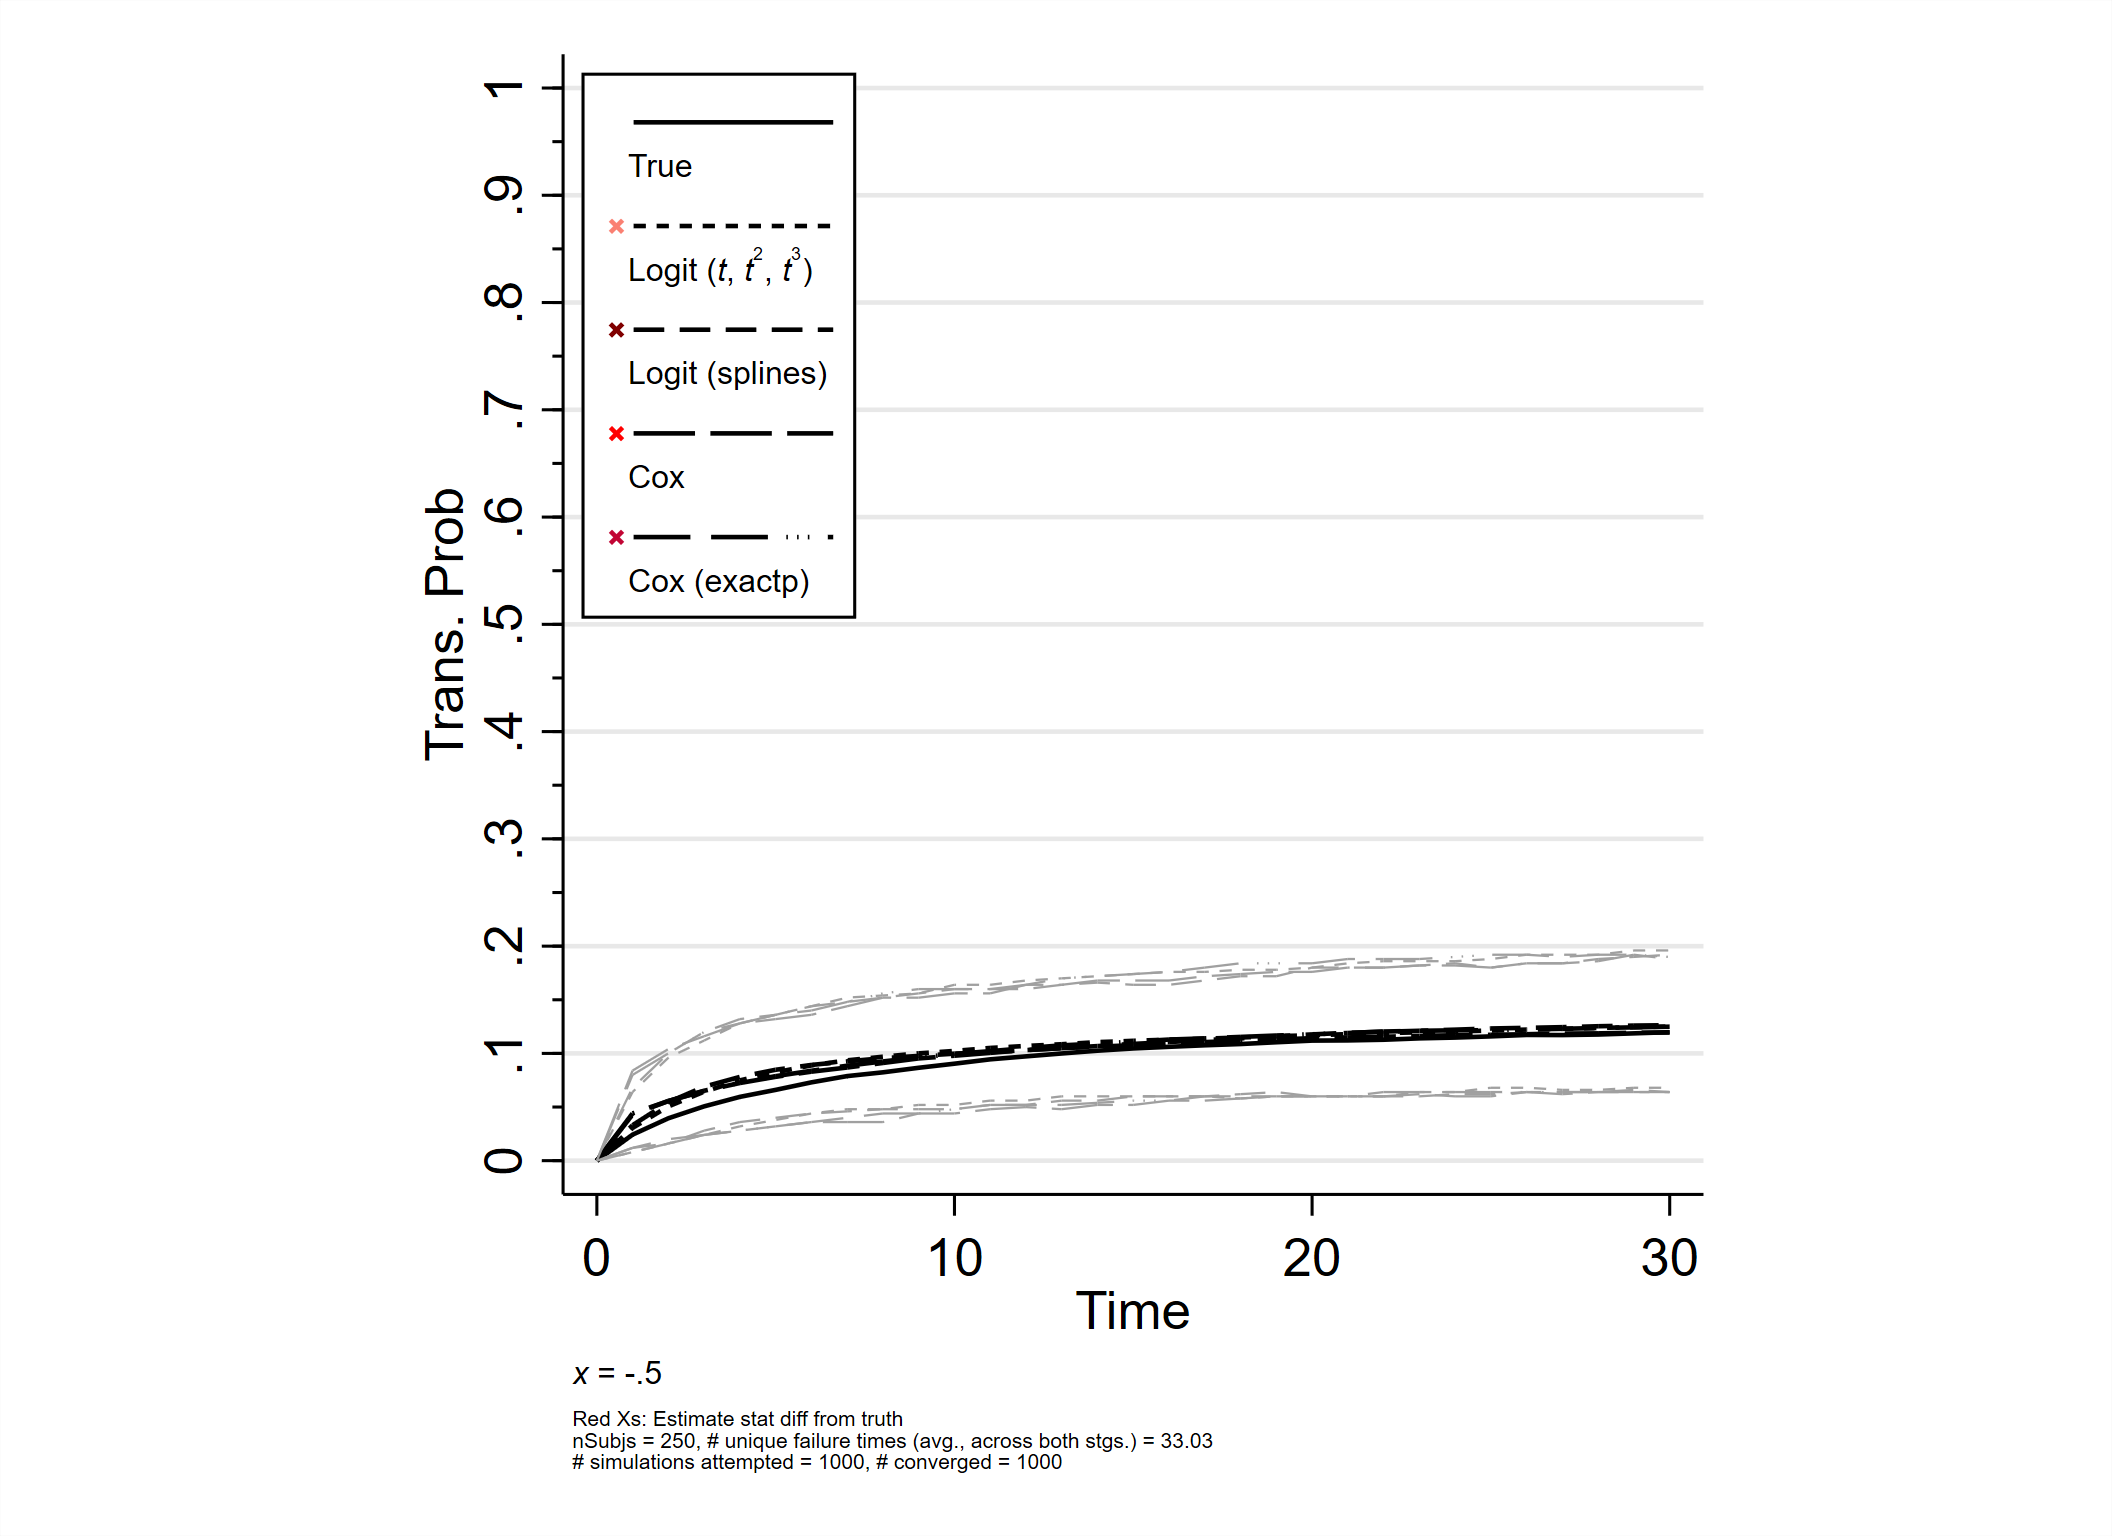 1
.9
.8
.7
.6
.5
.4
.3
.2
.1
0
Trans. Prob
True
Logit (t, t², t³)
Logit (splines)
Cox
Cox (exactp)
0 10 20 30
Time
x = -.5
Red Xs: Estimate stat diff from truth
nSubjs = 250, # unique failure times (avg., across both stgs.) = 33.03
# simulations attempted = 1000, # converged = 1000